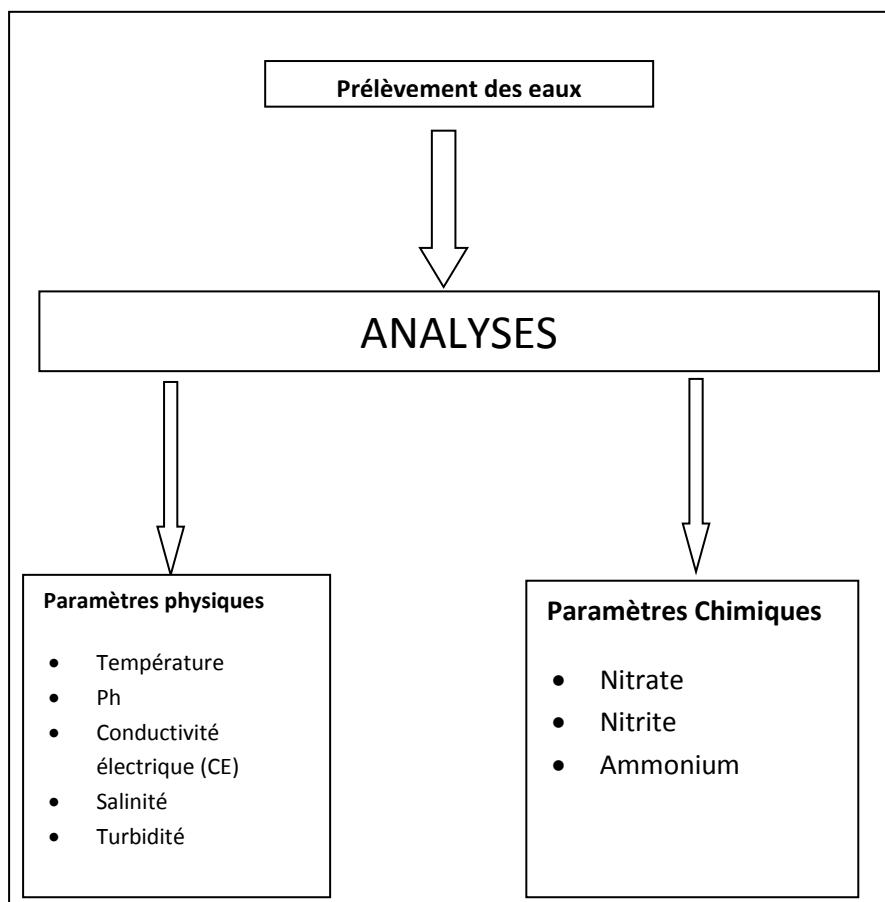 Prélèvement des eaux
ANALYSES
Paramètres physiques
• Température
• Ph
• Conductivité
électrique (CE)
• Salinité
• Turbidité
Paramètres Chimiques
• Nitrate
• Nitrite
• Ammonium